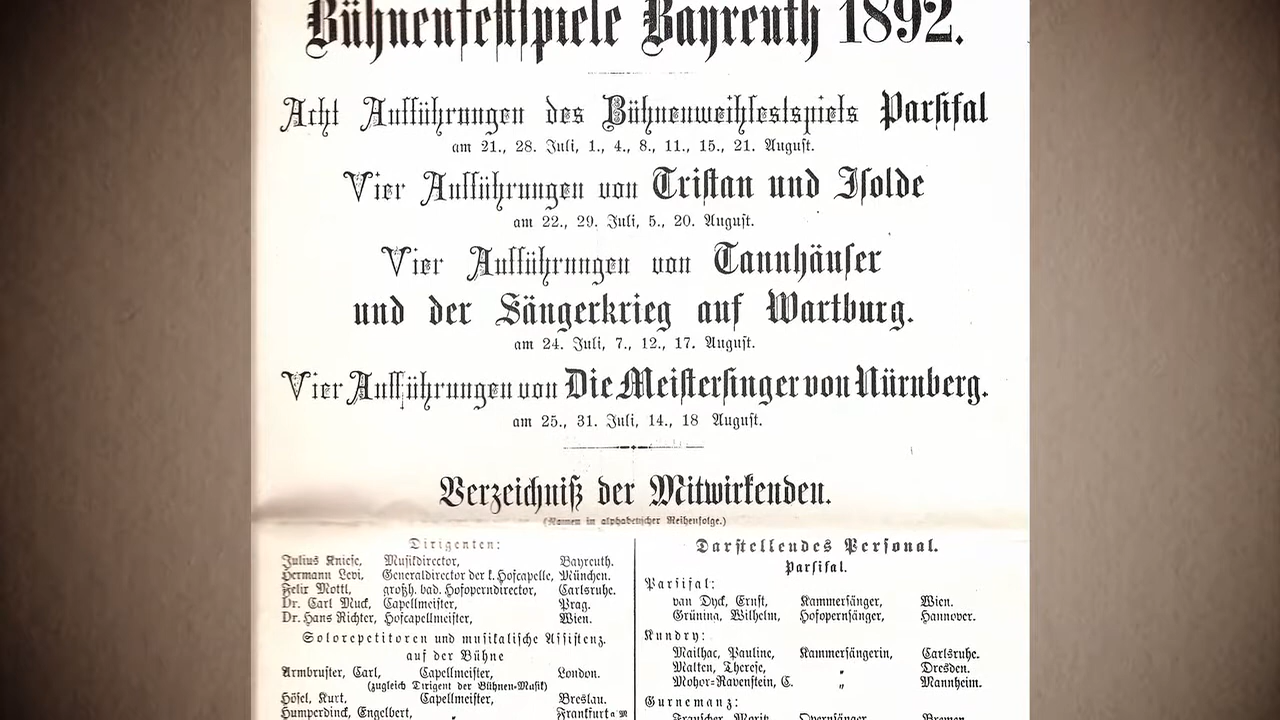 Bühnenfestspiele Bayreuth 1892.
Acht Aufführungen des Bühnenweihfestspiels Parsifal
am 21., 28. Juli, 1., 4., 8., 11., 15., 21. August.
Vier Aufführungen von Tristan und Isolde
am 22., 29. Juli, 5., 20. August.
Vier Aufführungen von Tannhäuser
und der Sängerkrieg auf Wartburg.
am 24. Juli, 7., 12., 17. August.
Vier Aufführungen von Die Meistersinger von Nürnberg.
am 25., 31. Juli, 14., 18 August.
Verzeichniß der Mitwirkenden.
(Namen in alphabetischer Reihenfolge.)
Dirigenten:
Julius Kniese, Musikdirector, Bayreuth.
Hermann Levi, Generaldirector der k. Hofcapelle, München.
Felix Mottl, großh. bad. Hofoperndirector, Carlsruhe.
Dr. Carl Muck, Capellmeister, Prag.
Dr. Hans Richter, Hofcapellmeister, Wien.
Solorepetitoren und musikalische Assistenz.
auf der Bühne
Armbruster, Carl, Capellmeister, London.
(zugleich Dirigent der Bühnen-Musik)
Hösel, Kurt, Capellmeister, Breslau.
Humperdinck, Engelbert, " Frankfurt a M
Darstellendes Personal.
Parsifal.
Parsifal:
van Dyck, Ernst, Kammersänger, Wien.
Grüning, Wilhelm, Hofopernsänger, Hannover.
Kundry:
Mailhac, Pauline, Kammersängerin, Carlsruhe.
Malten, Therese, " Dresden.
Mohor-Ravenstein, C. " Mannheim.
Gurnemanz:
Frauscher, Moritz, Opernsänger, Bremen